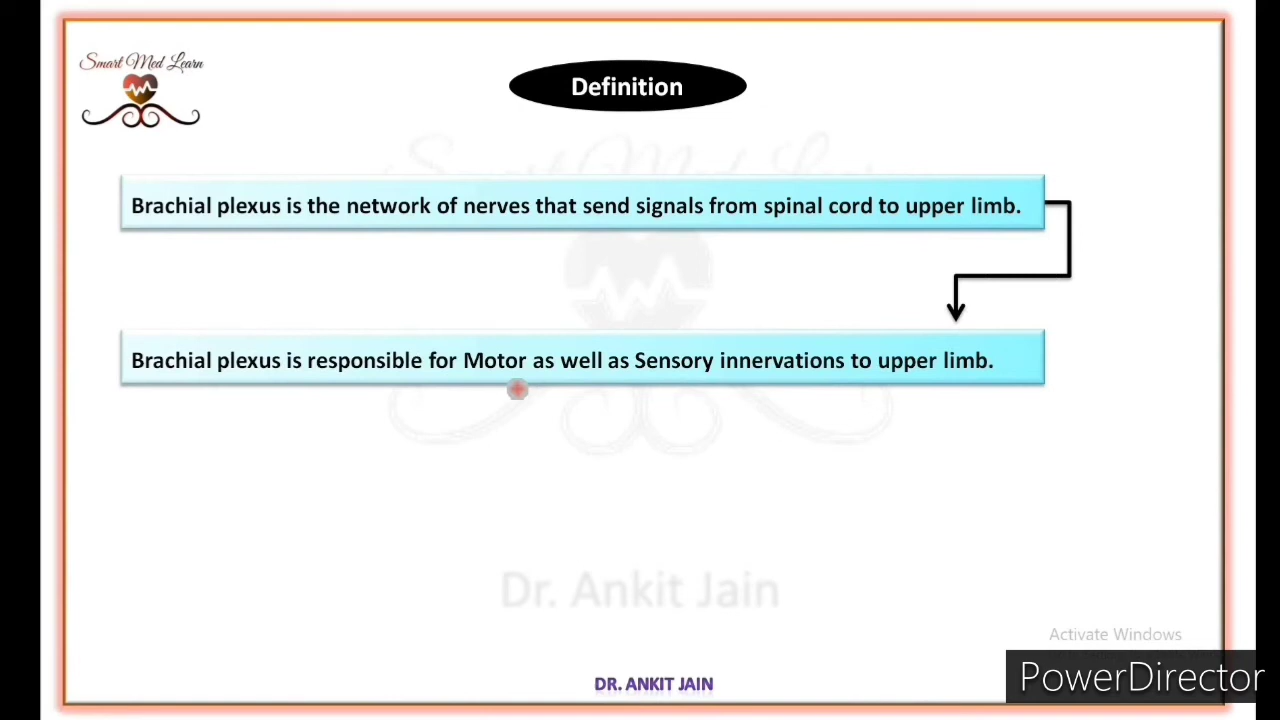 Smart Med Learn
Definition
Brachial plexus is the network of nerves that send signals from spinal cord to upper limb.
Brachial plexus is responsible for Motor as well as Sensory innervations to upper limb.
Dr. Ankit Jain
Activate Windows
PowerDirector
DR. ANKIT JAIN